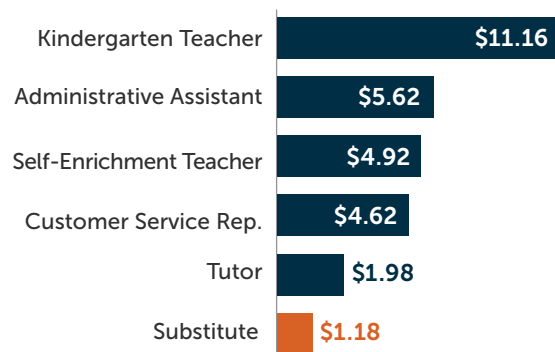 Kindergarten Teacher $11.16
Administrative Assistant $5.62
Self-Enrichment Teacher $4.92
Customer Service Rep. $4.62
Tutor $1.98
Substitute $1.18